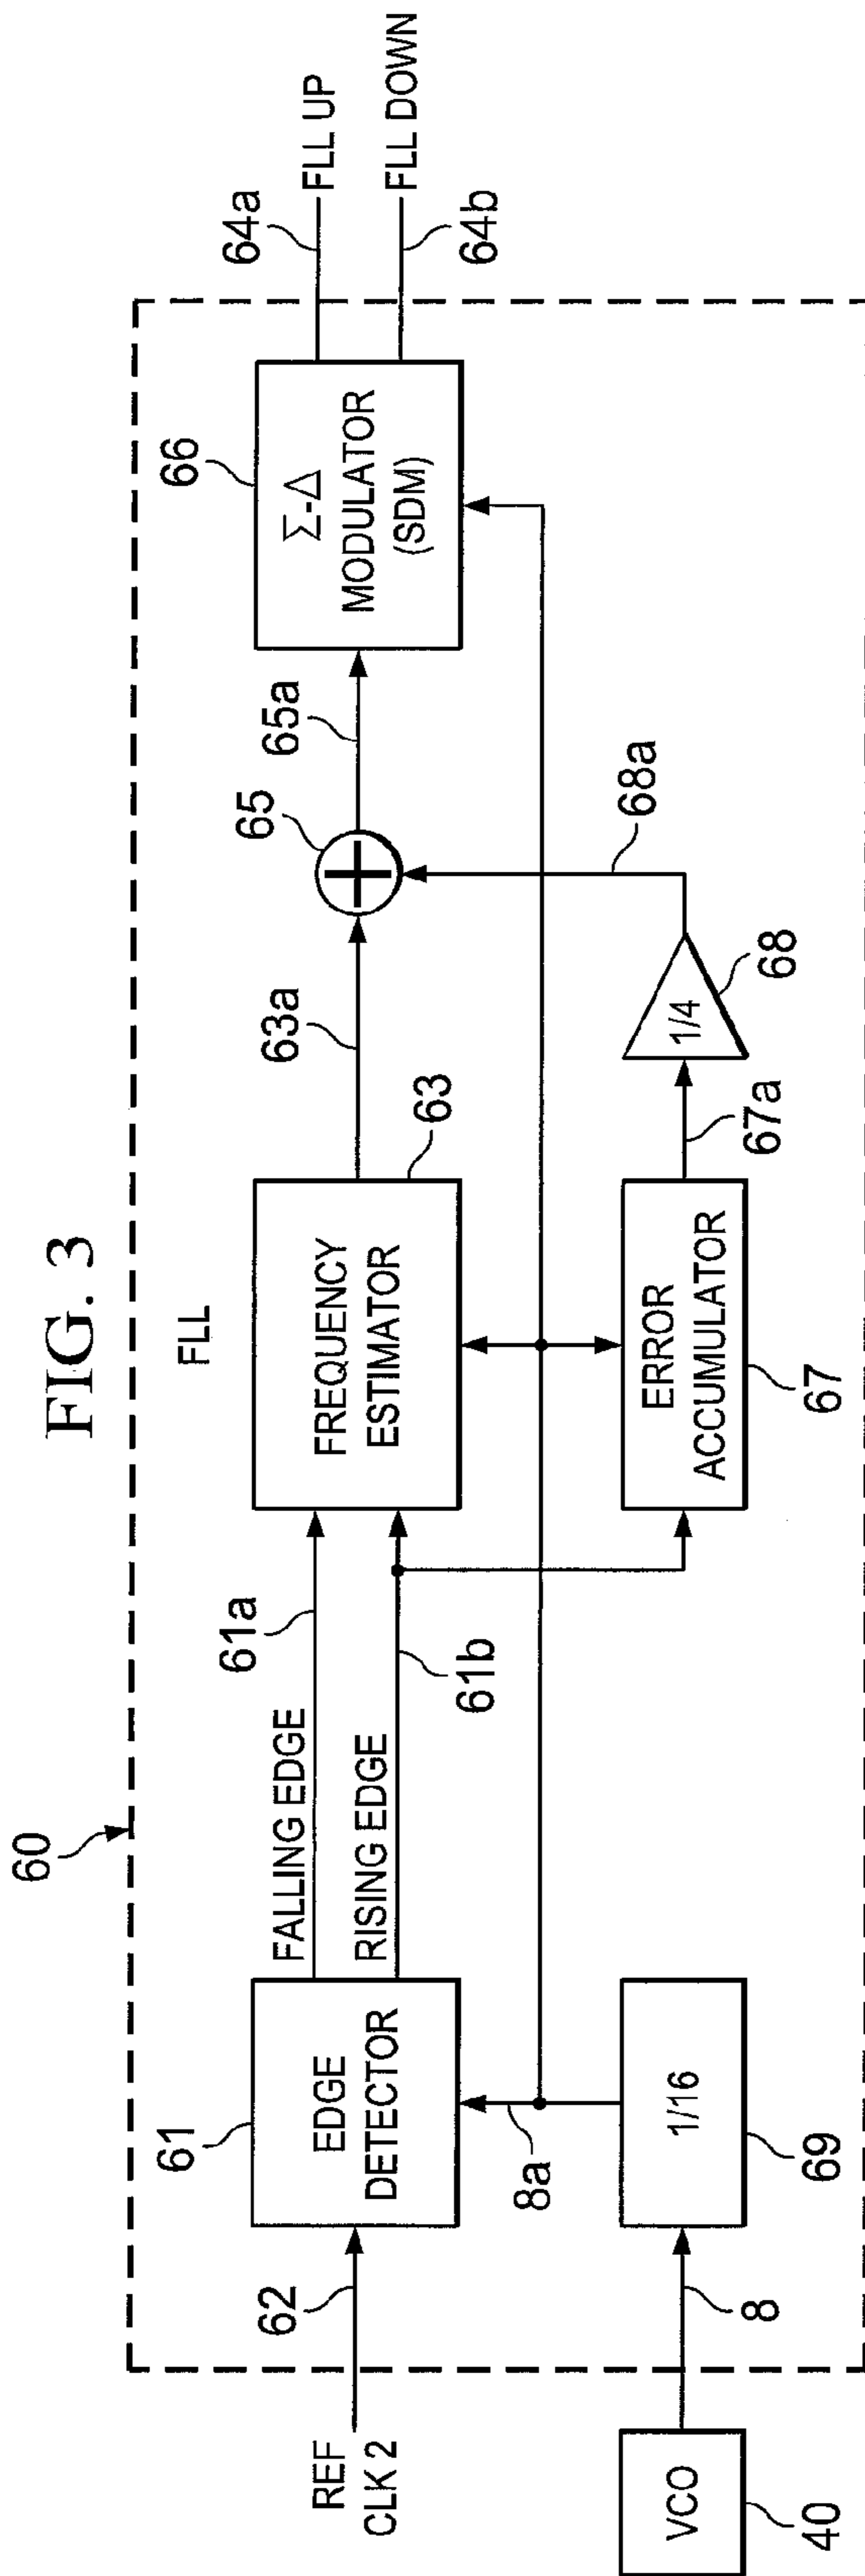 FIG. 3
60
FLL
REF
CLK 2
62
61
EDGE
DETECTOR
FALLING EDGE
61a
RISING EDGE
61b
FREQUENCY
ESTIMATOR
63
63a
65
65a
66
Σ-Δ
MODULATOR
(SDM)
64a
FLL UP
FLL DOWN
64b
VCO
40
8
1/16
69
8a
ERROR
ACCUMULATOR
67
67a
1/4
68
68a